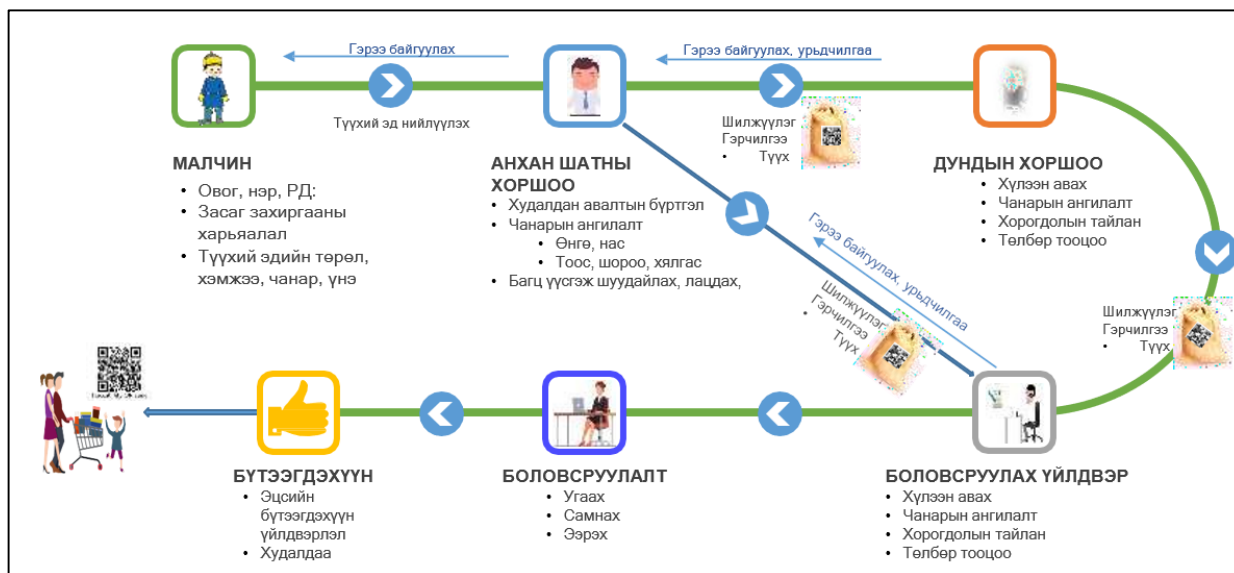 Гэрээ байгуулах
Гэрээ байгуулах, урьдчилгаа
Түүхий эд нийлүүлэх
Шилжүүлэг
Гэрчилгээ
• Түүх
МАЛЧИН
• Овог, нэр, РД:
• Засаг захиргааны
харьяалал
• Түүхий эдийн төрөл,
хэмжээ, чанар, үнэ
АНХАН ШАТНЫ
ХОРШОО
• Худалдан авалтын бүртгэл
• Чанарын ангилалт
• Өнгө, нас
• Тоос, шороо, хялгас
• Багц үүсгэж шуудайлах, лацдах,
ДУНДЫН ХОРШОО
• Хүлээн авах
• Чанарын ангилалт
• Хорогдолын тайлан
• Төлбөр тооцоо
Гэрээ байгуулах, урьдчилгаа
Шилжүүлэг
Гэрчилгээ
• Түүх
Шилжүүлэг
Гэрчилгээ
• Түүх
БҮТЭЭГДЭХҮҮН
• Эцсийн
бүтээгдэхүүн
үйлдвэрлэл
• Худалдаа
БОЛОВСРУУЛАЛТ
• Угаах
• Самнах
• Ээрэх
БОЛОВСРУУЛАХ ҮЙЛДВЭР
• Хүлээн авах
• Чанарын ангилалт
• Хорогдолын тайлан
• Төлбөр тооцоо